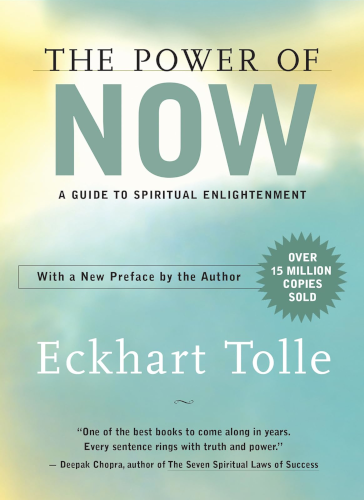 THE POWER OF
NOW
A GUIDE TO SPIRITUAL ENLIGHTENMENT
With a New Preface by the Author
OVER
15 MILLION
COPIES
SOLD
Eckhart Tolle
“One of the best books to come along in years.
Every sentence rings with truth and power.”
— Deepak Chopra, author of The Seven Spiritual Laws of Success